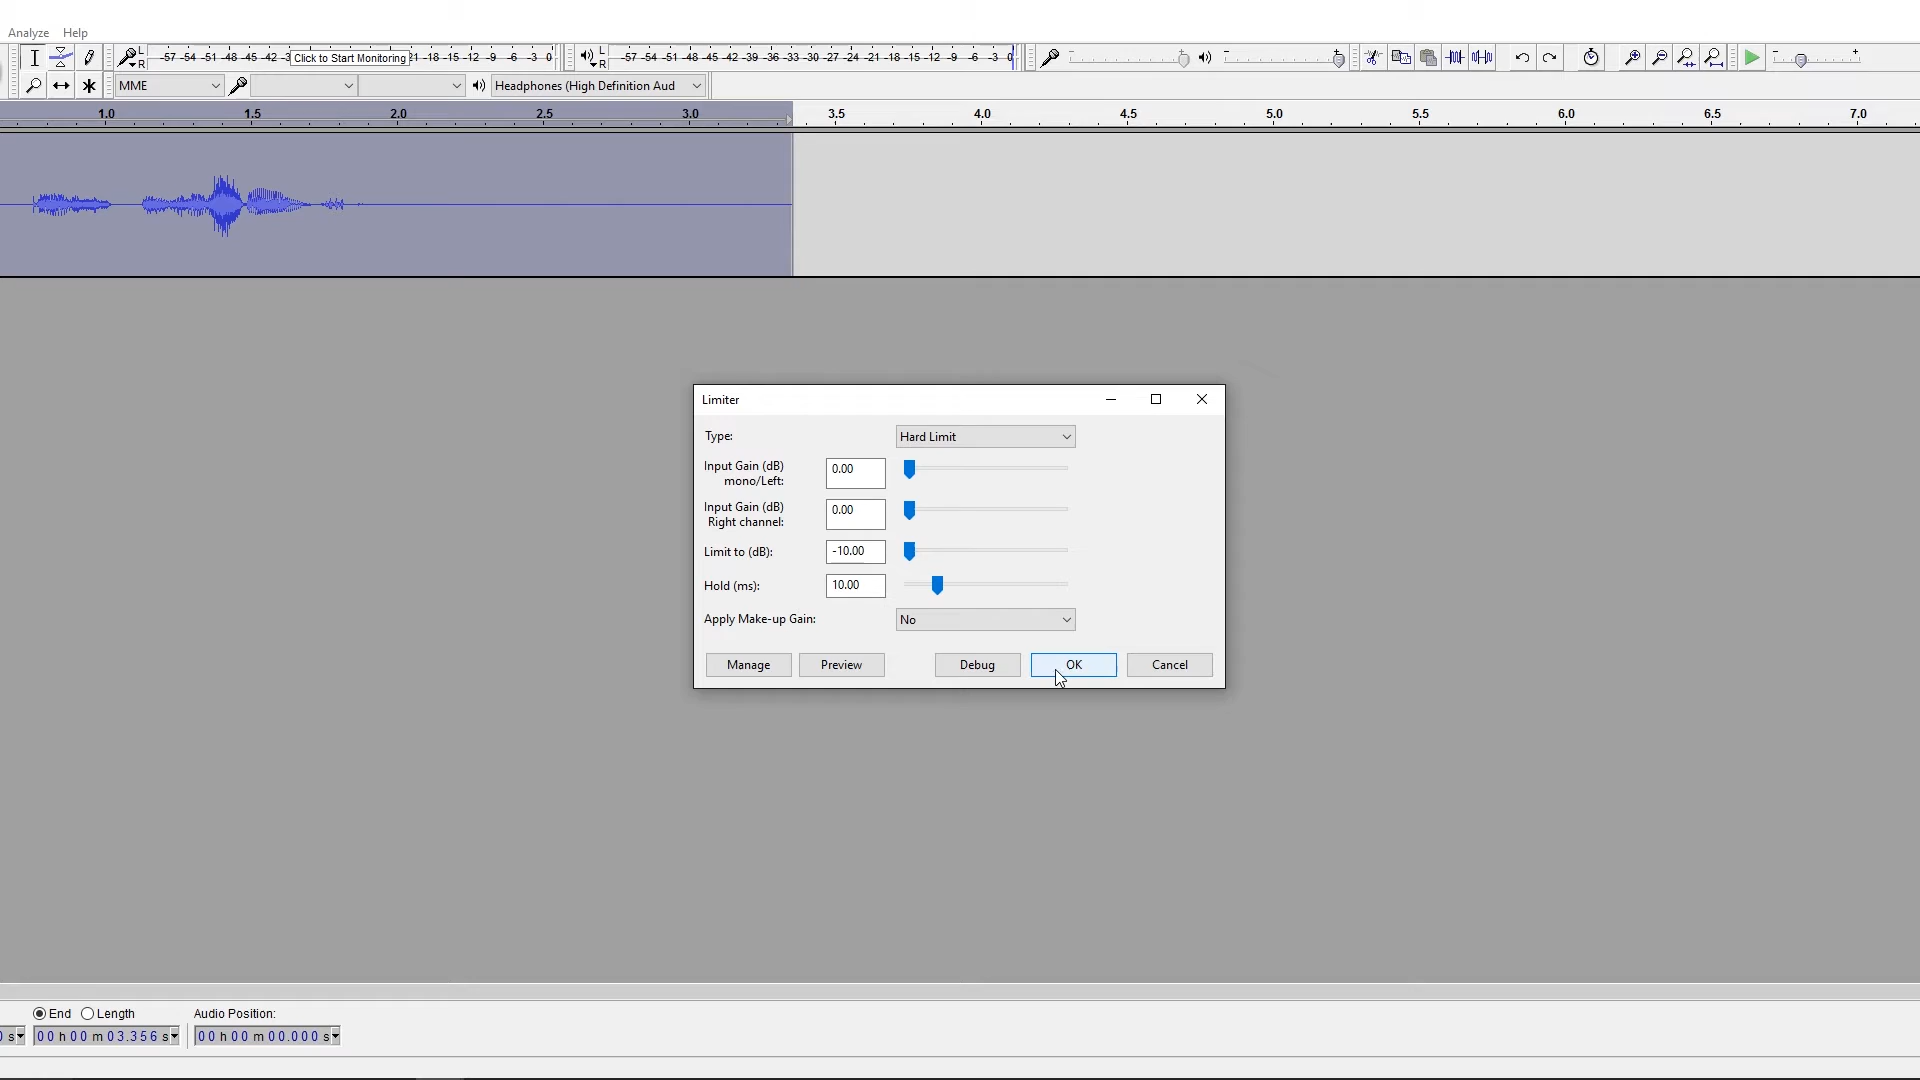 Analyze Help
L R -57 -54 -51 -48 -45 -42 -3 Click to Start Monitoring 21 -18 -15 -12 -9 -6 -3 0 L R -57 -54 -51 -48 -45 -42 -39 -36 -33 -30 -27 -24 -21 -18 -15 -12 -9 -6 -3 0 - + - + - +
MME Headphones (High Definition Aud
1.0 1.5 2.0 2.5 3.0 3.5 4.0 4.5 5.0 5.5 6.0 6.5 7.0
Limiter
Type: Hard Limit
Input Gain (dB)
mono/Left: 0.00
Input Gain (dB)
Right channel: 0.00
Limit to (dB): -10.00
Hold (ms): 10.00
Apply Make-up Gain: No
Manage Preview Debug OK Cancel
End Length Audio Position:
0 s 00 h 00 m 03.356 s 00 h 00 m 00.000 s